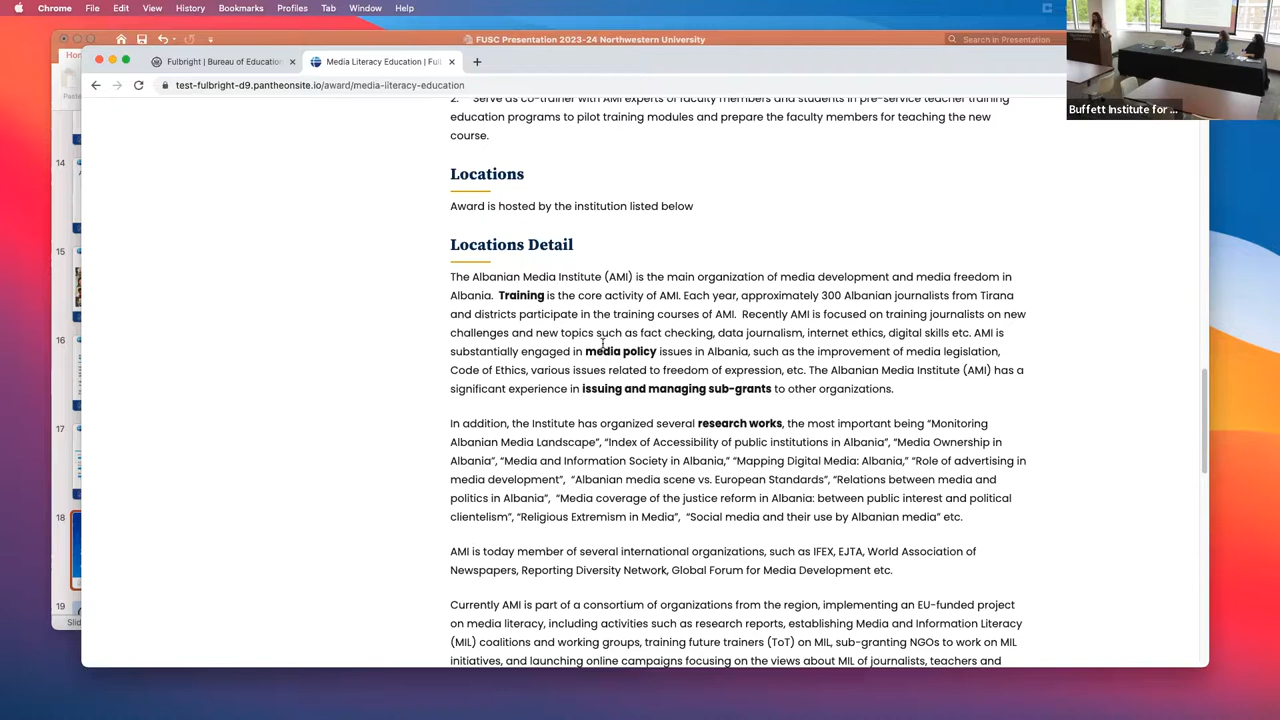 Chrome File Edit View History Bookmarks Profiles Tab Window Help
FUSC Presentation 2023-24 Northwestern University
Search in Presentation
Fulbright | Bureau of Education
Media Literacy Education | Ful
test-fulbright-d9.pantheonsite.io/award/media-literacy-education
Buffett Institute for ...
14
15
16
17
18
19
2. Serve as co-trainer with AMI experts of faculty members and students in pre-service teacher training
education programs to pilot training modules and prepare the faculty members for teaching the new
course.
Locations
Award is hosted by the institution listed below
Locations Detail
The Albanian Media Institute (AMI) is the main organization of media development and media freedom in
Albania. Training is the core activity of AMI. Each year, approximately 300 Albanian journalists from Tirana
and districts participate in the training courses of AMI. Recently AMI is focused on training journalists on new
challenges and new topics such as fact checking, data journalism, internet ethics, digital skills etc. AMI is
substantially engaged in media policy issues in Albania, such as the improvement of media legislation,
Code of Ethics, various issues related to freedom of expression, etc. The Albanian Media Institute (AMI) has a
significant experience in issuing and managing sub-grants to other organizations.
In addition, the Institute has organized several research works, the most important being “Monitoring
Albanian Media Landscape”, “Index of Accessibility of public institutions in Albania”, “Media Ownership in
Albania”, “Media and Information Society in Albania,” “Mapping Digital Media: Albania,” “Role of advertising in
media development”, “Albanian media scene vs. European Standards”, “Relations between media and
politics in Albania”, “Media coverage of the justice reform in Albania: between public interest and political
clientelism”, “Religious Extremism in Media”, “Social media and their use by Albanian media” etc.
AMI is today member of several international organizations, such as IFEX, EJTA, World Association of
Newspapers, Reporting Diversity Network, Global Forum for Media Development etc.
Currently AMI is part of a consortium of organizations from the region, implementing an EU-funded project
on media literacy, including activities such as research reports, establishing Media and Information Literacy
(MIL) coalitions and working groups, training future trainers (ToT) on MIL, sub-granting NGOs to work on MIL
initiatives, and launching online campaigns focusing on the views about MIL of journalists, teachers and